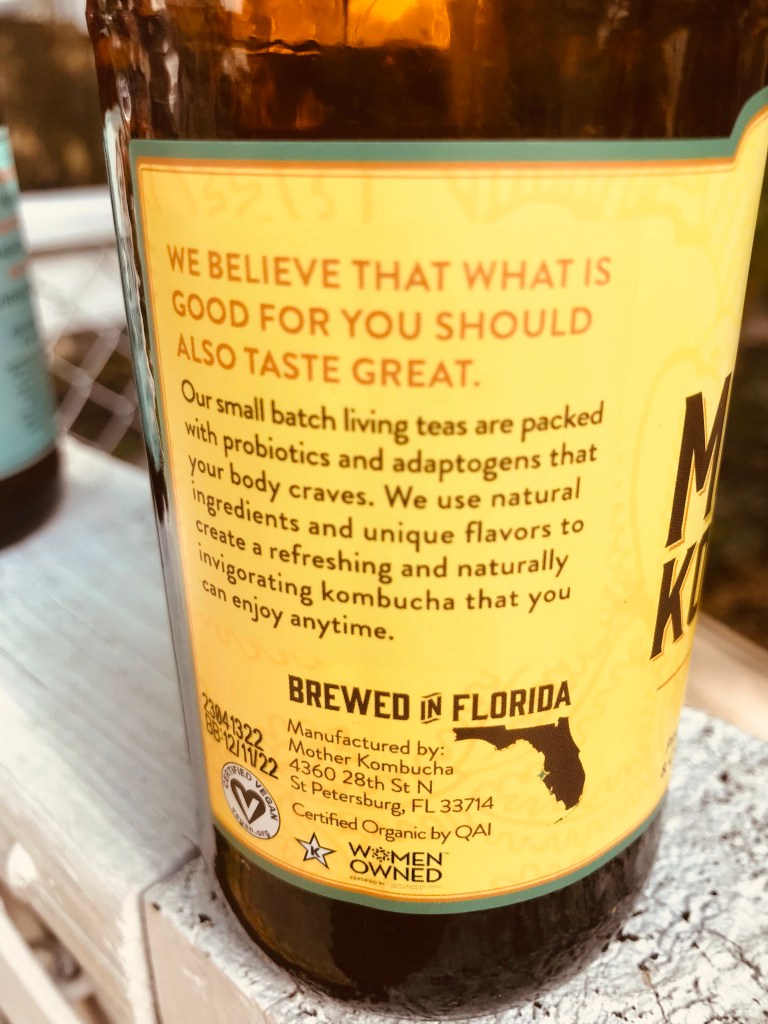 WE BELIEVE THAT WHAT IS
GOOD FOR YOU SHOULD
ALSO TASTE GREAT.
Our small batch living teas are packed
with probiotics and adaptogens that
your body craves. We use natural
ingredients and unique flavors to
create a refreshing and naturally
invigorating kombucha that you
can enjoy anytime.
BREWED IN FLORIDA
Manufactured by:
Mother Kombucha
4360 28th St N
St Petersburg, FL 33714
Certified Organic by QAI
23041322
BB:12/11/22
CERTIFIED VEGAN
K
WOMEN
OWNED
M
KO